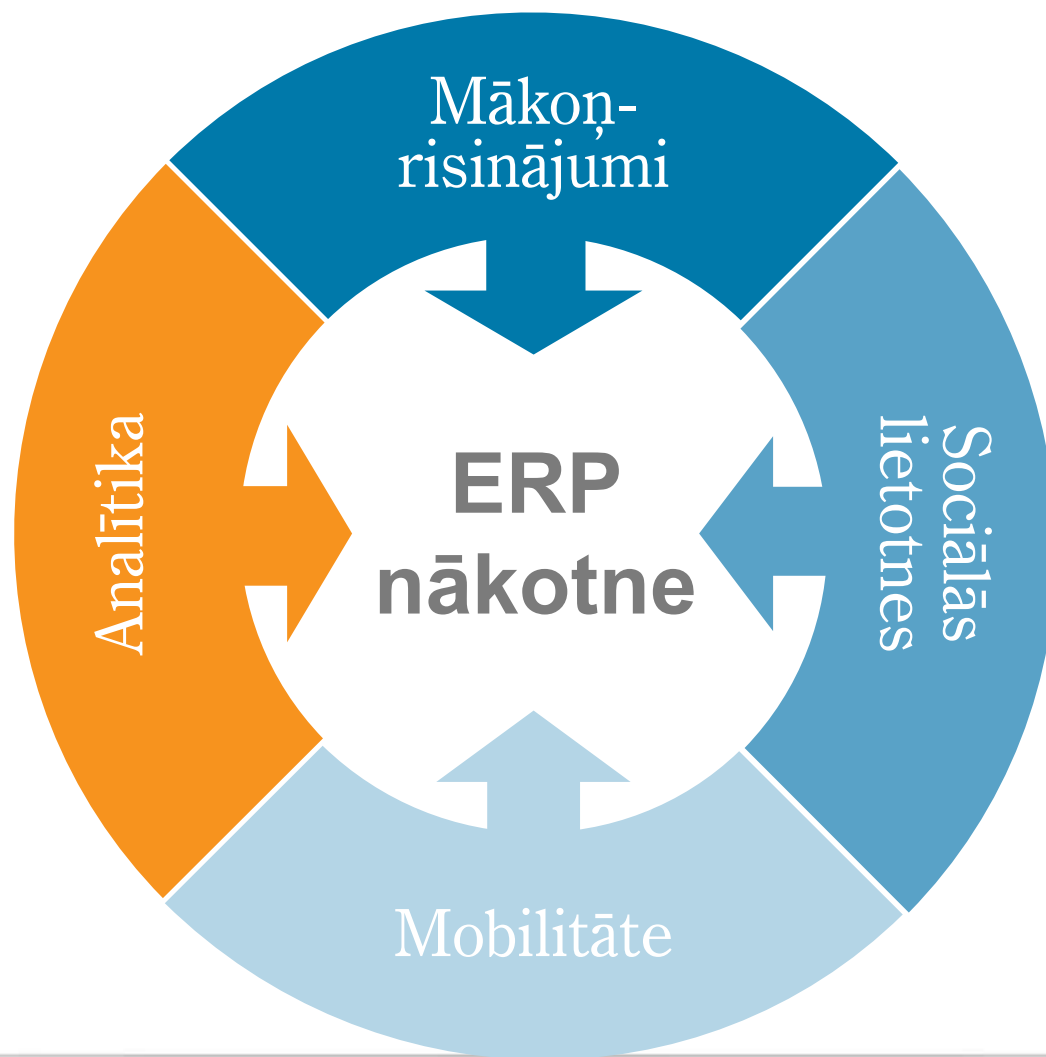 Mākoņ-
risinājumi
Sociālās
lietotnes
Mobilitāte
Analītika
ERP
nākotne